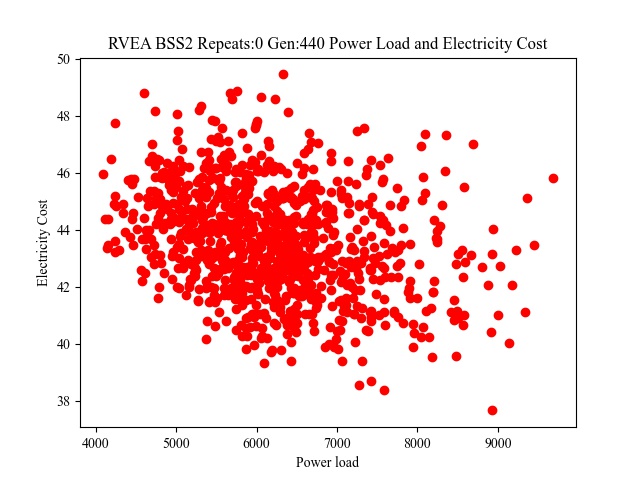 RVEA BSS2 Repeats:0 Gen:440 Power Load and Electricity Cost
50
48
46
44
42
40
38
Electricity Cost
4000 5000 6000 7000 8000 9000
Power load